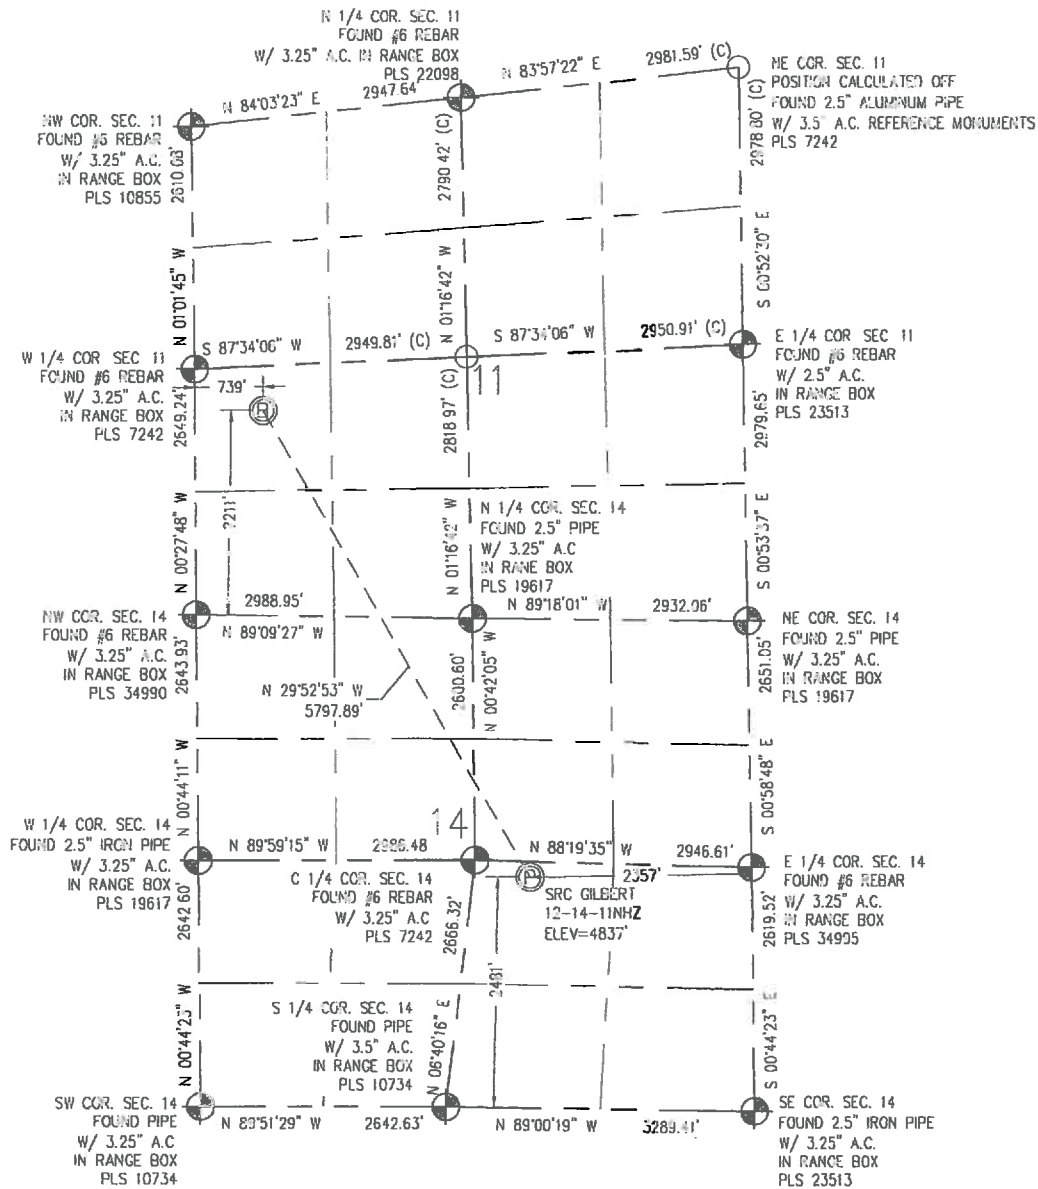 N 1/4 COR. SEC. 11
FOUND #6 REBAR
W/ 3.25" A.C. IN RANGE BOX
PLS 22098
N 84°03'23" E
2947.64'
N 83°57'22" E
2981.59' (C)
NE COR. SEC. 11
POSITION CALCULATED OFF
FOUND 2.5" ALUMINUM PIPE
W/ 3.5" A.C. REFERENCE MONUMENTS
PLS 7242
NW COR. SEC. 11
FOUND #6 REBAR
W/ 3.25" A.C.
IN RANGE BOX
PLS 10855
N 01°01'45" W
2790.42' (C)
N 01°16'42" W
2978.80' (C)
S 00°52'30" E
W 1/4 COR SEC 11
FOUND #6 REBAR
W/ 3.25" A.C.
IN RANGE BOX
PLS 7242
S 87°34'06" W
2949.81' (C)
S 87°34'06" W
2950.91' (C)
E 1/4 COR SEC. 11
FOUND #6 REBAR
W/ 2.5" A.C.
IN RANGE BOX
PLS 23513
739'
11
2649.24'
N 00°27'48" W
2211'
2818.97' (C)
N 01°16'42" W
2979.65'
S 00°53'37" E
N 1/4 COR. SEC. 14
FOUND 2.5" PIPE
W/ 3.25" A.C
IN RANE BOX
PLS 19617
NW COR. SEC. 14
FOUND #6 REBAR
W/ 3.25" A.C.
IN RANGE BOX
PLS 34990
2988.95'
N 89°09'27" W
N 89°18'01" W
2932.06'
NE COR. SEC. 14
FOUND 2.5" PIPE
W/ 3.25" A.C.
IN RANGE BOX
PLS 19617
2643.93'
N 00°44'11" W
N 29°52'53" W
5797.89'
2600.60'
N 00°42'05" W
2651.05'
S 00°58'48" E
14
W 1/4 COR. SEC. 14
FOUND 2.5" IRON PIPE
W/ 3.25" A.C.
IN RANGE BOX
PLS 19617
N 89°59'15" W
2986.48
N 88°19'35" W
2946.61'
E 1/4 COR. SEC. 14
FOUND #6 REBAR
W/ 3.25" A.C.
IN RANGE BOX
PLS 34995
C 1/4 COR. SEC. 14
FOUND #6 REBAR
W/ 3.25" A.C
PLS 7242
P
2357'
SRC GILBERT
12-14-11NHZ
ELEV=4837'
2642.60'
N 00°44'23" W
2666.32'
N 06°40'16" E
2481'
2619.52'
S 00°44'23" E
S 1/4 COR. SEC. 14
FOUND PIPE
W/ 3.5" A.C.
IN RANGE BOX
PLS 10734
SW COR. SEC. 14
FOUND PIPE
W/ 3.25" A.C
IN RANGE BOX
PLS 10734
N 89°51'29" W
2642.63'
N 89°00'19" W
3289.41'
SE COR. SEC. 14
FOUND 2.5" IRON PIPE
W/ 3.25" A.C.
IN RANGE BOX
PLS 23513